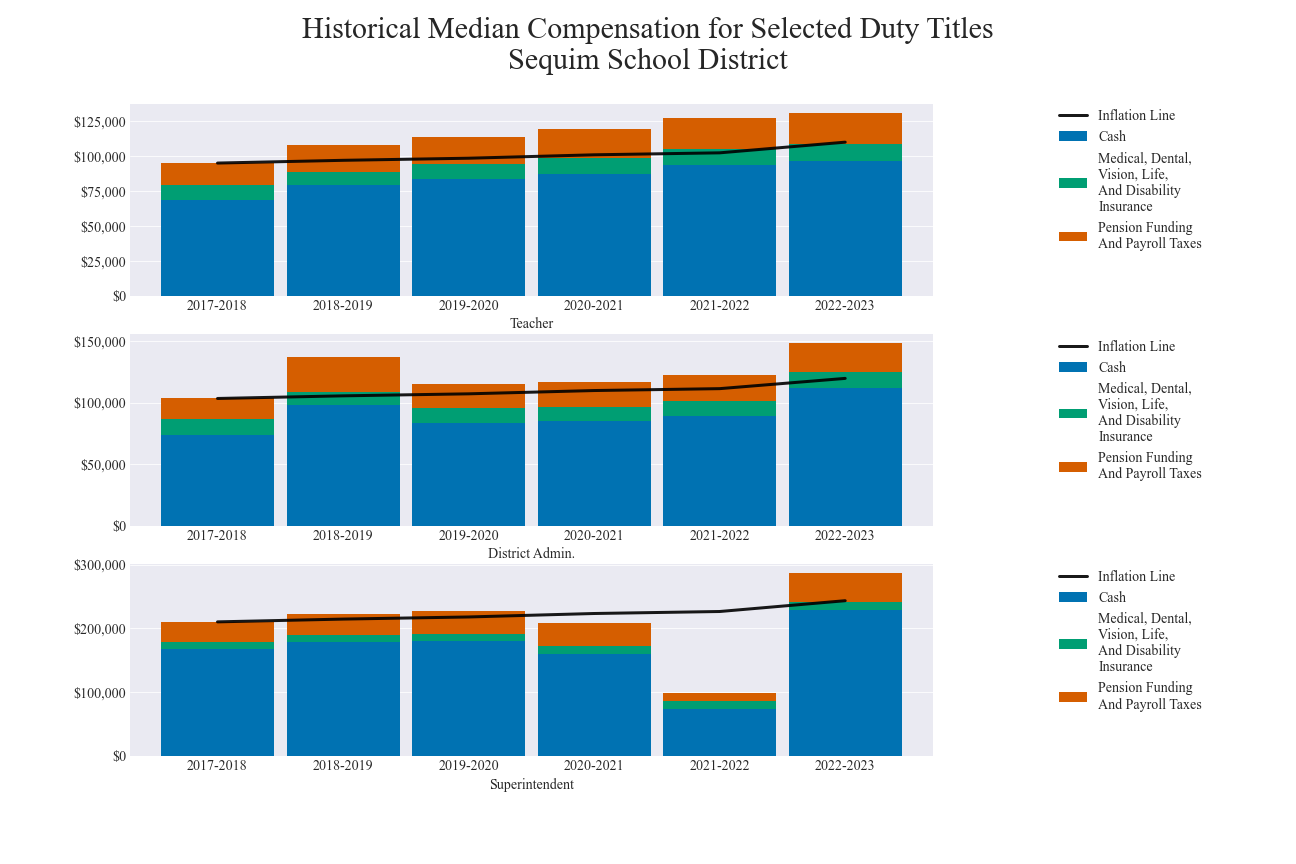 Historical Median Compensation for Selected Duty Titles
Sequim School District
$125,000
$100,000
$75,000
$50,000
$25,000
$0
2017-2018 2018-2019 2019-2020 2020-2021 2021-2022 2022-2023
Teacher
Inflation Line
Cash
Medical, Dental,
Vision, Life,
And Disability
Insurance
Pension Funding
And Payroll Taxes
$150,000
$100,000
$50,000
$0
2017-2018 2018-2019 2019-2020 2020-2021 2021-2022 2022-2023
District Admin.
Inflation Line
Cash
Medical, Dental,
Vision, Life,
And Disability
Insurance
Pension Funding
And Payroll Taxes
$300,000
$200,000
$100,000
$0
2017-2018 2018-2019 2019-2020 2020-2021 2021-2022 2022-2023
Superintendent
Inflation Line
Cash
Medical, Dental,
Vision, Life,
And Disability
Insurance
Pension Funding
And Payroll Taxes